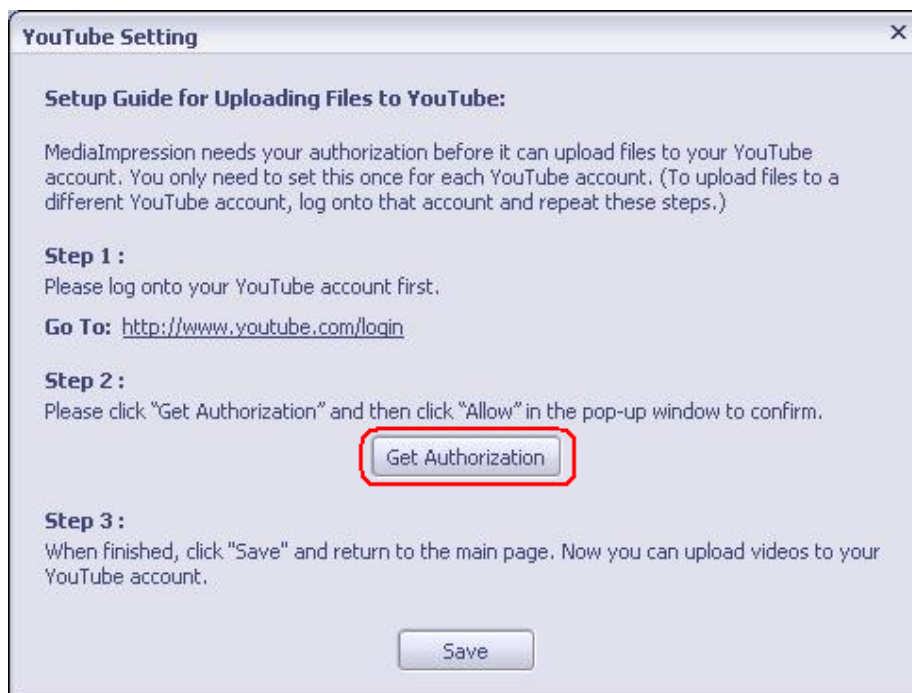 YouTube Setting
Setup Guide for Uploading Files to YouTube:
MediaImpression needs your authorization before it can upload files to your YouTube
account. You only need to set this once for each YouTube account. (To upload files to a
different YouTube account, log onto that account and repeat these steps.)
Step 1 :
Please log onto your YouTube account first.
Go To: http://www.youtube.com/login
Step 2 :
Please click "Get Authorization" and then click "Allow" in the pop-up window to confirm.
Get Authorization
Step 3 :
When finished, click "Save" and return to the main page. Now you can upload videos to your
YouTube account.
Save